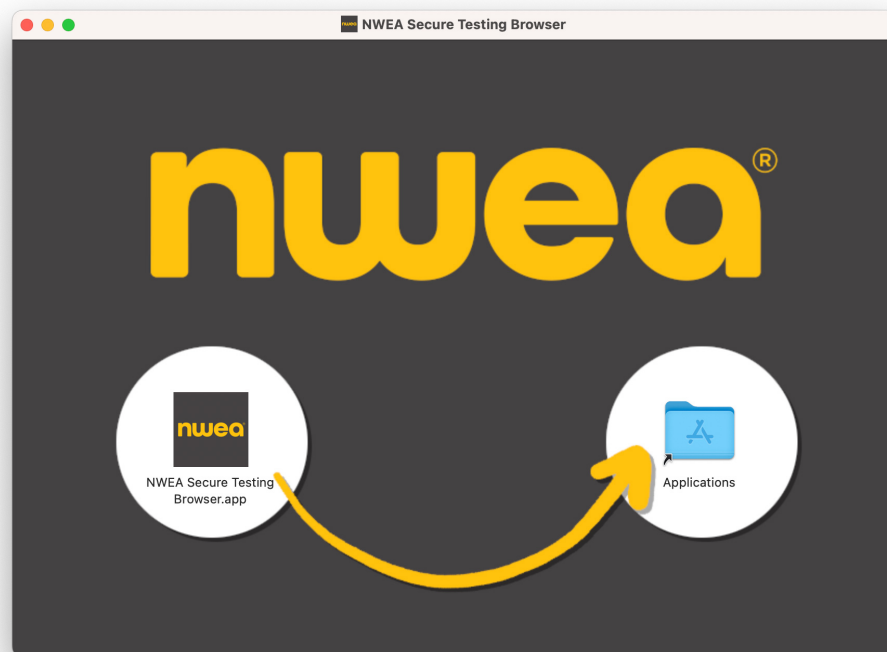 NWEA Secure Testing Browser
nwea®
nwea
NWEA Secure Testing
Browser.app
Applications